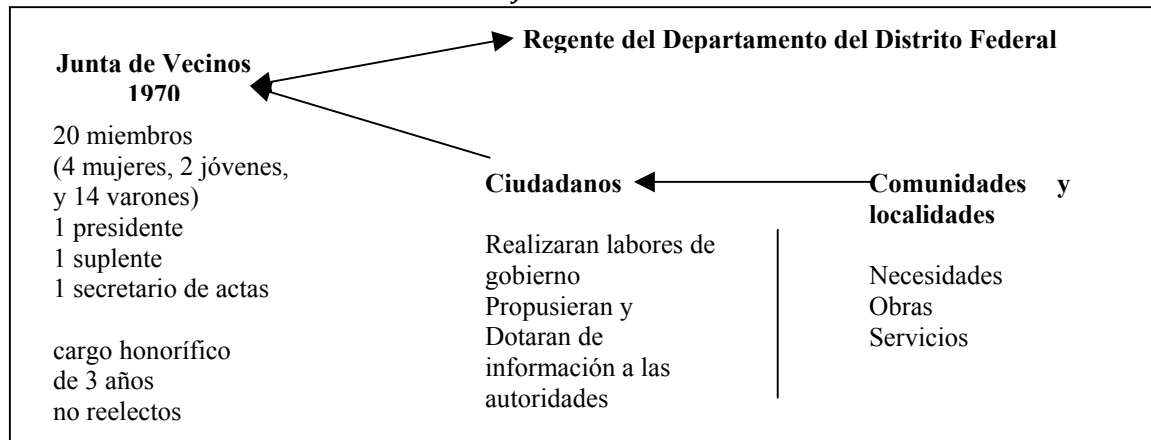 Regente del Departamento del Distrito Federal
Junta de Vecinos
1970
20 miembros
(4 mujeres, 2 jóvenes,
y 14 varones)
1 presidente
1 suplente
1 secretario de actas
cargo honorífico
de 3 años
no reelectos
Ciudadanos
Realizaran labores de
gobierno
Propusieran y
Dotaran de
información a las
autoridades
Comunidades y
localidades
Necesidades
Obras
Servicios